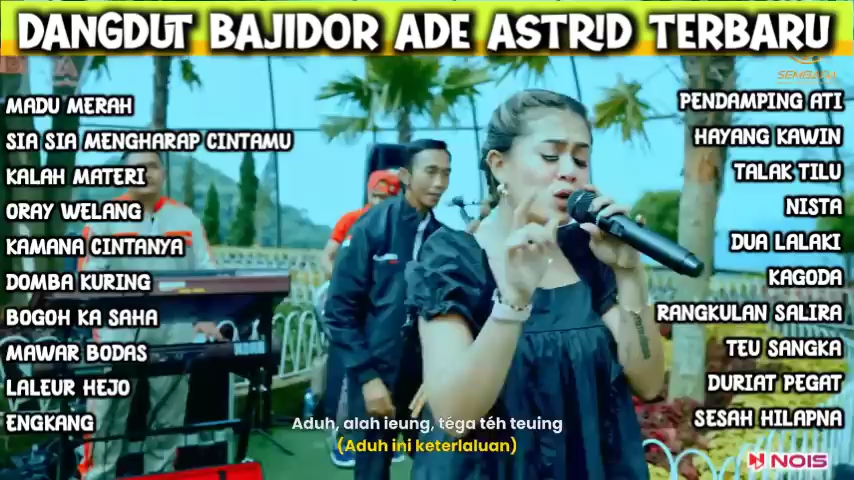 DANGDUT BAJIDOR ADE ASTRID TERBARU
MADU MERAH
SIA SIA MENGHARAP CINTAMU
KALAH MATERI
ORAY WELANG
KAMANA CINTANYA
DOMBA KURING
BOGOH KA SAHA
MAWAR BODAS
LALEUR HEJO
ENGKANG
PENDAMPING ATI
HAYANG KAWIN
TALAK TILU
NISTA
DUA LALAKI
KAGODA
RANGKULAN SALIRA
TEU SANGKA
DURIAT PEGAT
SESAH HILAPNA
Aduh, alah ieung, téga téh teuing
(Aduh ini keterlaluan)
NOIS